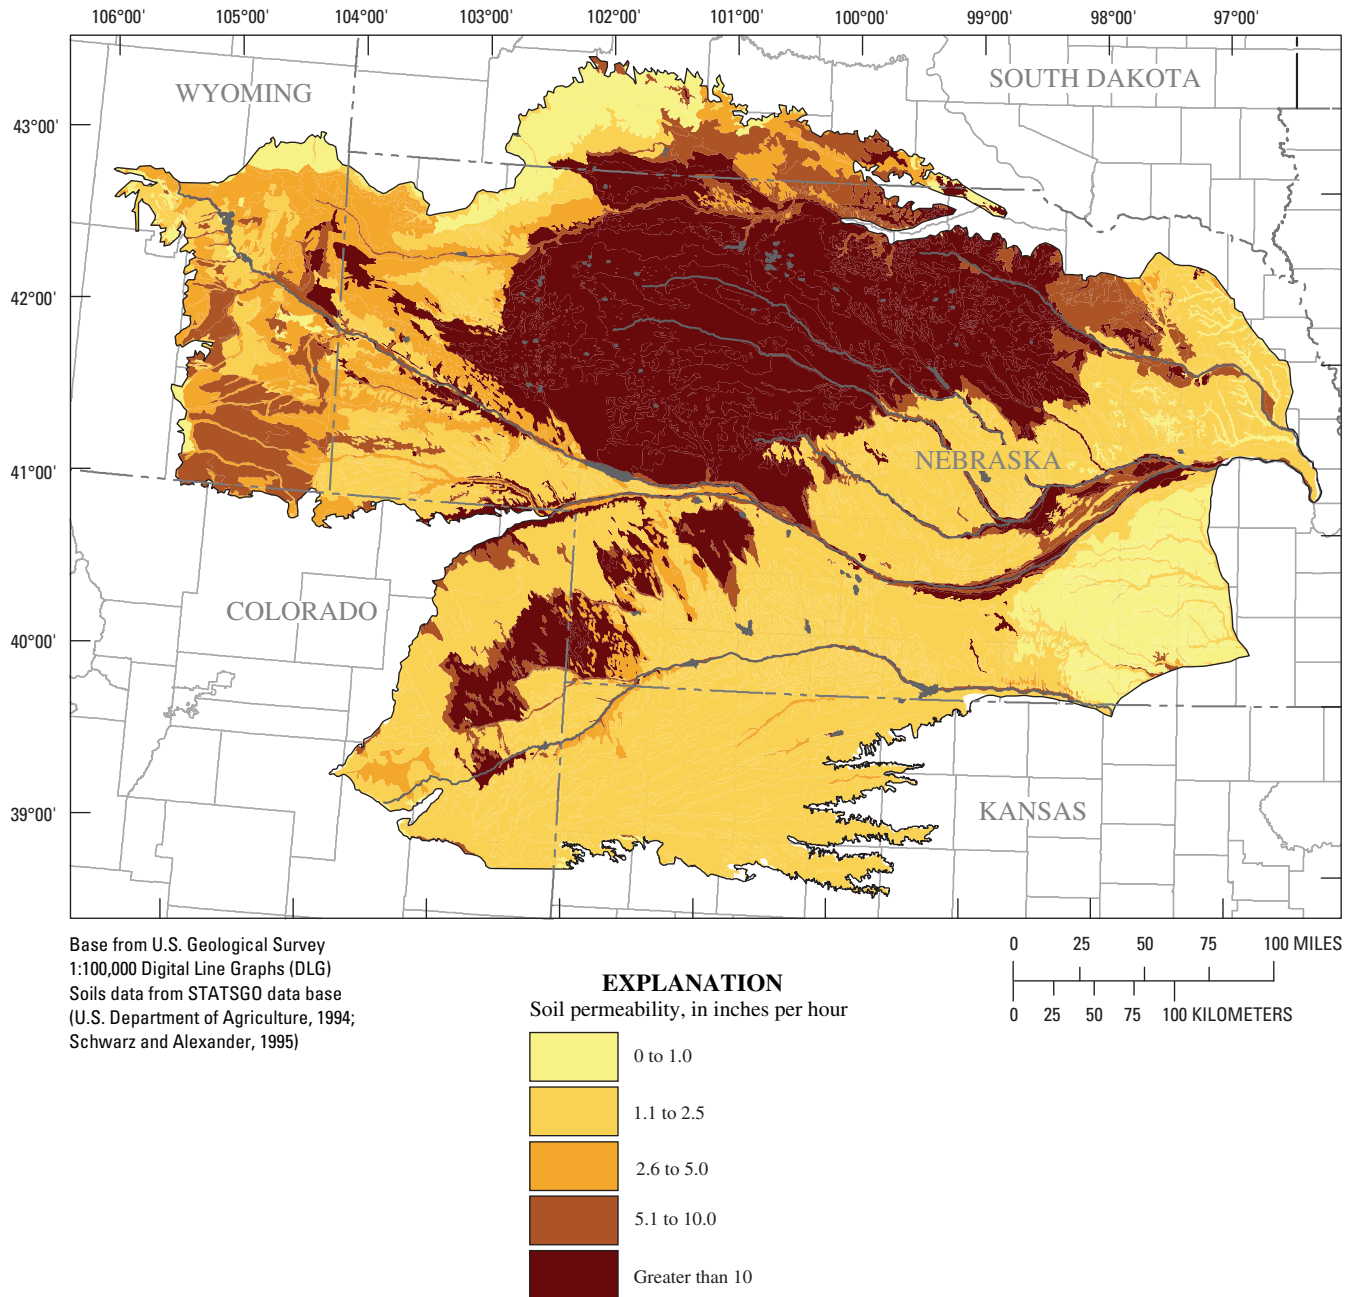 106°00' 105°00' 104°00' 103°00' 102°00' 101°00' 100°00' 99°00' 98°00' 97°00'
WYOMING
SOUTH DAKOTA
43°00'
42°00'
41°00'
NEBRASKA
COLORADO
40°00'
39°00'
KANSAS
Base from U.S. Geological Survey
1:100,000 Digital Line Graphs (DLG)
Soils data from STATSGO data base
(U.S. Department of Agriculture, 1994;
Schwarz and Alexander, 1995)
0 25 50 75 100 MILES
0 25 50 75 100 KILOMETERS
EXPLANATION
Soil permeability, in inches per hour
0 to 1.0
1.1 to 2.5
2.6 to 5.0
5.1 to 10.0
Greater than 10